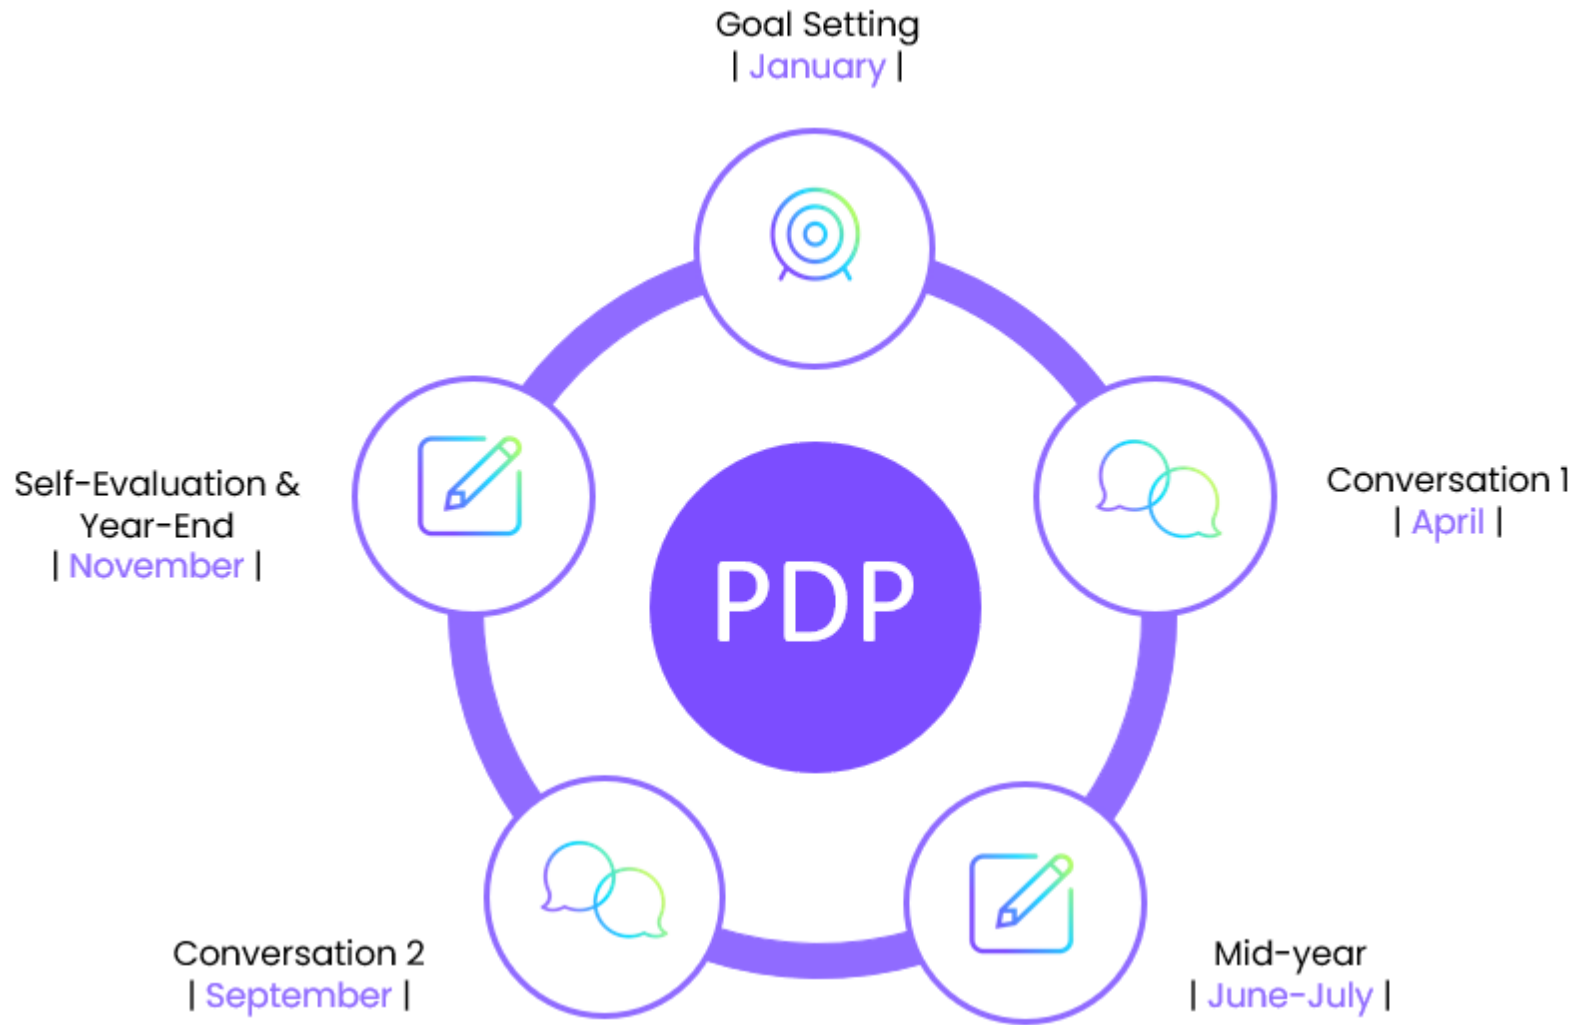 Goal Setting
| January |
Conversation 1
| April |
Mid-year
| June-July |
Conversation 2
| September |
Self-Evaluation &
Year-End
| November |
PDP